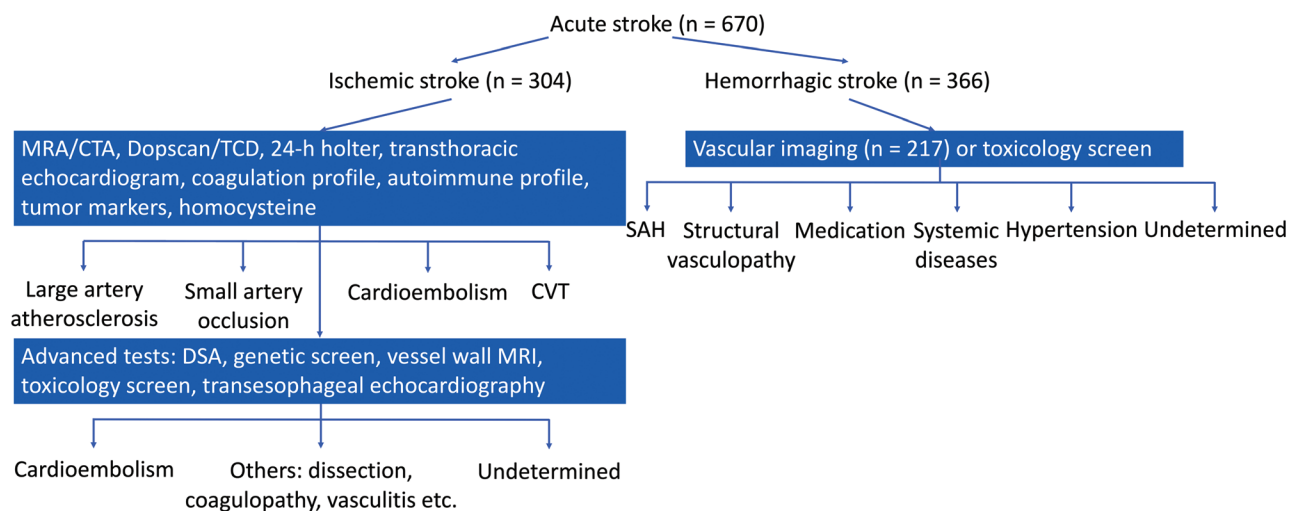 Acute stroke (n = 670)
Ischemic stroke (n = 304)
Hemorrhagic stroke (n = 366)
MRA/CTA, Dopscan/TCD, 24-h holter, transthoracic
echocardiogram, coagulation profile, autoimmune profile,
tumor markers, homocysteine
Vascular imaging (n = 217) or toxicology screen
SAH
Structural
vasculopathy
Medication
Systemic
diseases
Hypertension
Undetermined
Large artery
atherosclerosis
Small artery
occlusion
Cardioembolism
CVT
Advanced tests: DSA, genetic screen, vessel wall MRI,
toxicology screen, transesophageal echocardiography
Cardioembolism
Others: dissection,
coagulopathy, vasculitis etc.
Undetermined